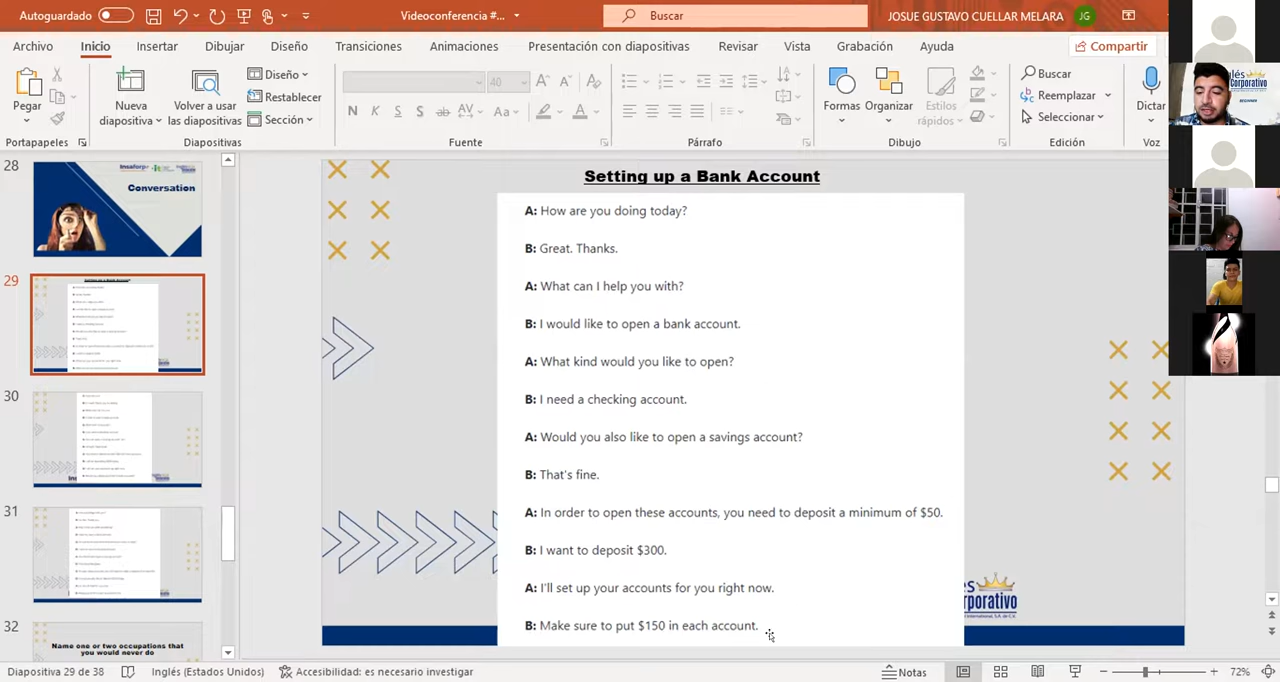 Autoguardado
Videoconferencia #...
Buscar
JOSUE GUSTAVO CUELLAR MELARA
JG
Archivo
Inicio
Insertar
Dibujar
Diseño
Transiciones
Animaciones
Presentación con diapositivas
Revisar
Vista
Grabación
Ayuda
Compartir
Pegar
Nueva
diapositiva
Volver a usar
las diapositivas
Diseño
Restablecer
Sección
40
N K S S ab AV Aa A
Formas
Organizar
Estilos
rápidos
Buscar
Reemplazar
Seleccionar
Dictar
Portapapeles
Diapositivas
Fuente
Párrafo
Dibujo
Edición
Voz
28
Conversation
29
30
31
32
Name one or two occupations that
you would never do
Setting up a Bank Account
A: How are you doing today?
B: Great. Thanks.
A: What can I help you with?
B: I would like to open a bank account.
A: What kind would you like to open?
B: I need a checking account.
A: Would you also like to open a savings account?
B: That's fine.
A: In order to open these accounts, you need to deposit a minimum of $50.
B: I want to deposit $300.
A: I'll set up your accounts for you right now.
B: Make sure to put $150 in each account.
Diapositiva 29 de 38
Inglés (Estados Unidos)
Accesibilidad: es necesario investigar
Notas
72%